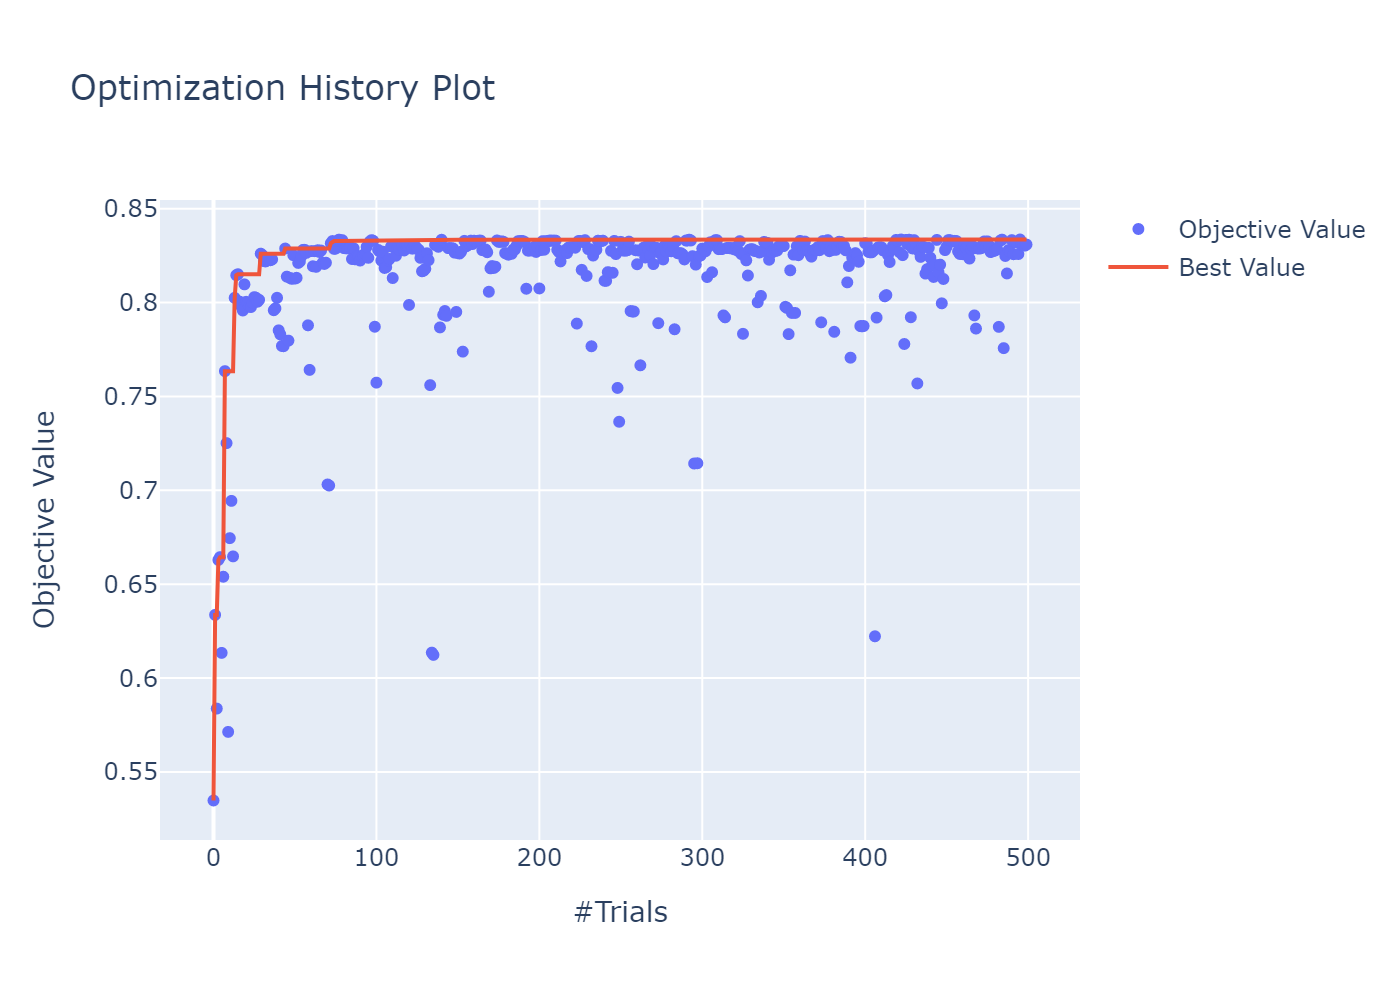 Optimization History Plot
Objective Value
Best Value
0.85
0.8
0.75
0.7
0.65
0.6
0.55
Objective Value
0 100 200 300 400 500
#Trials